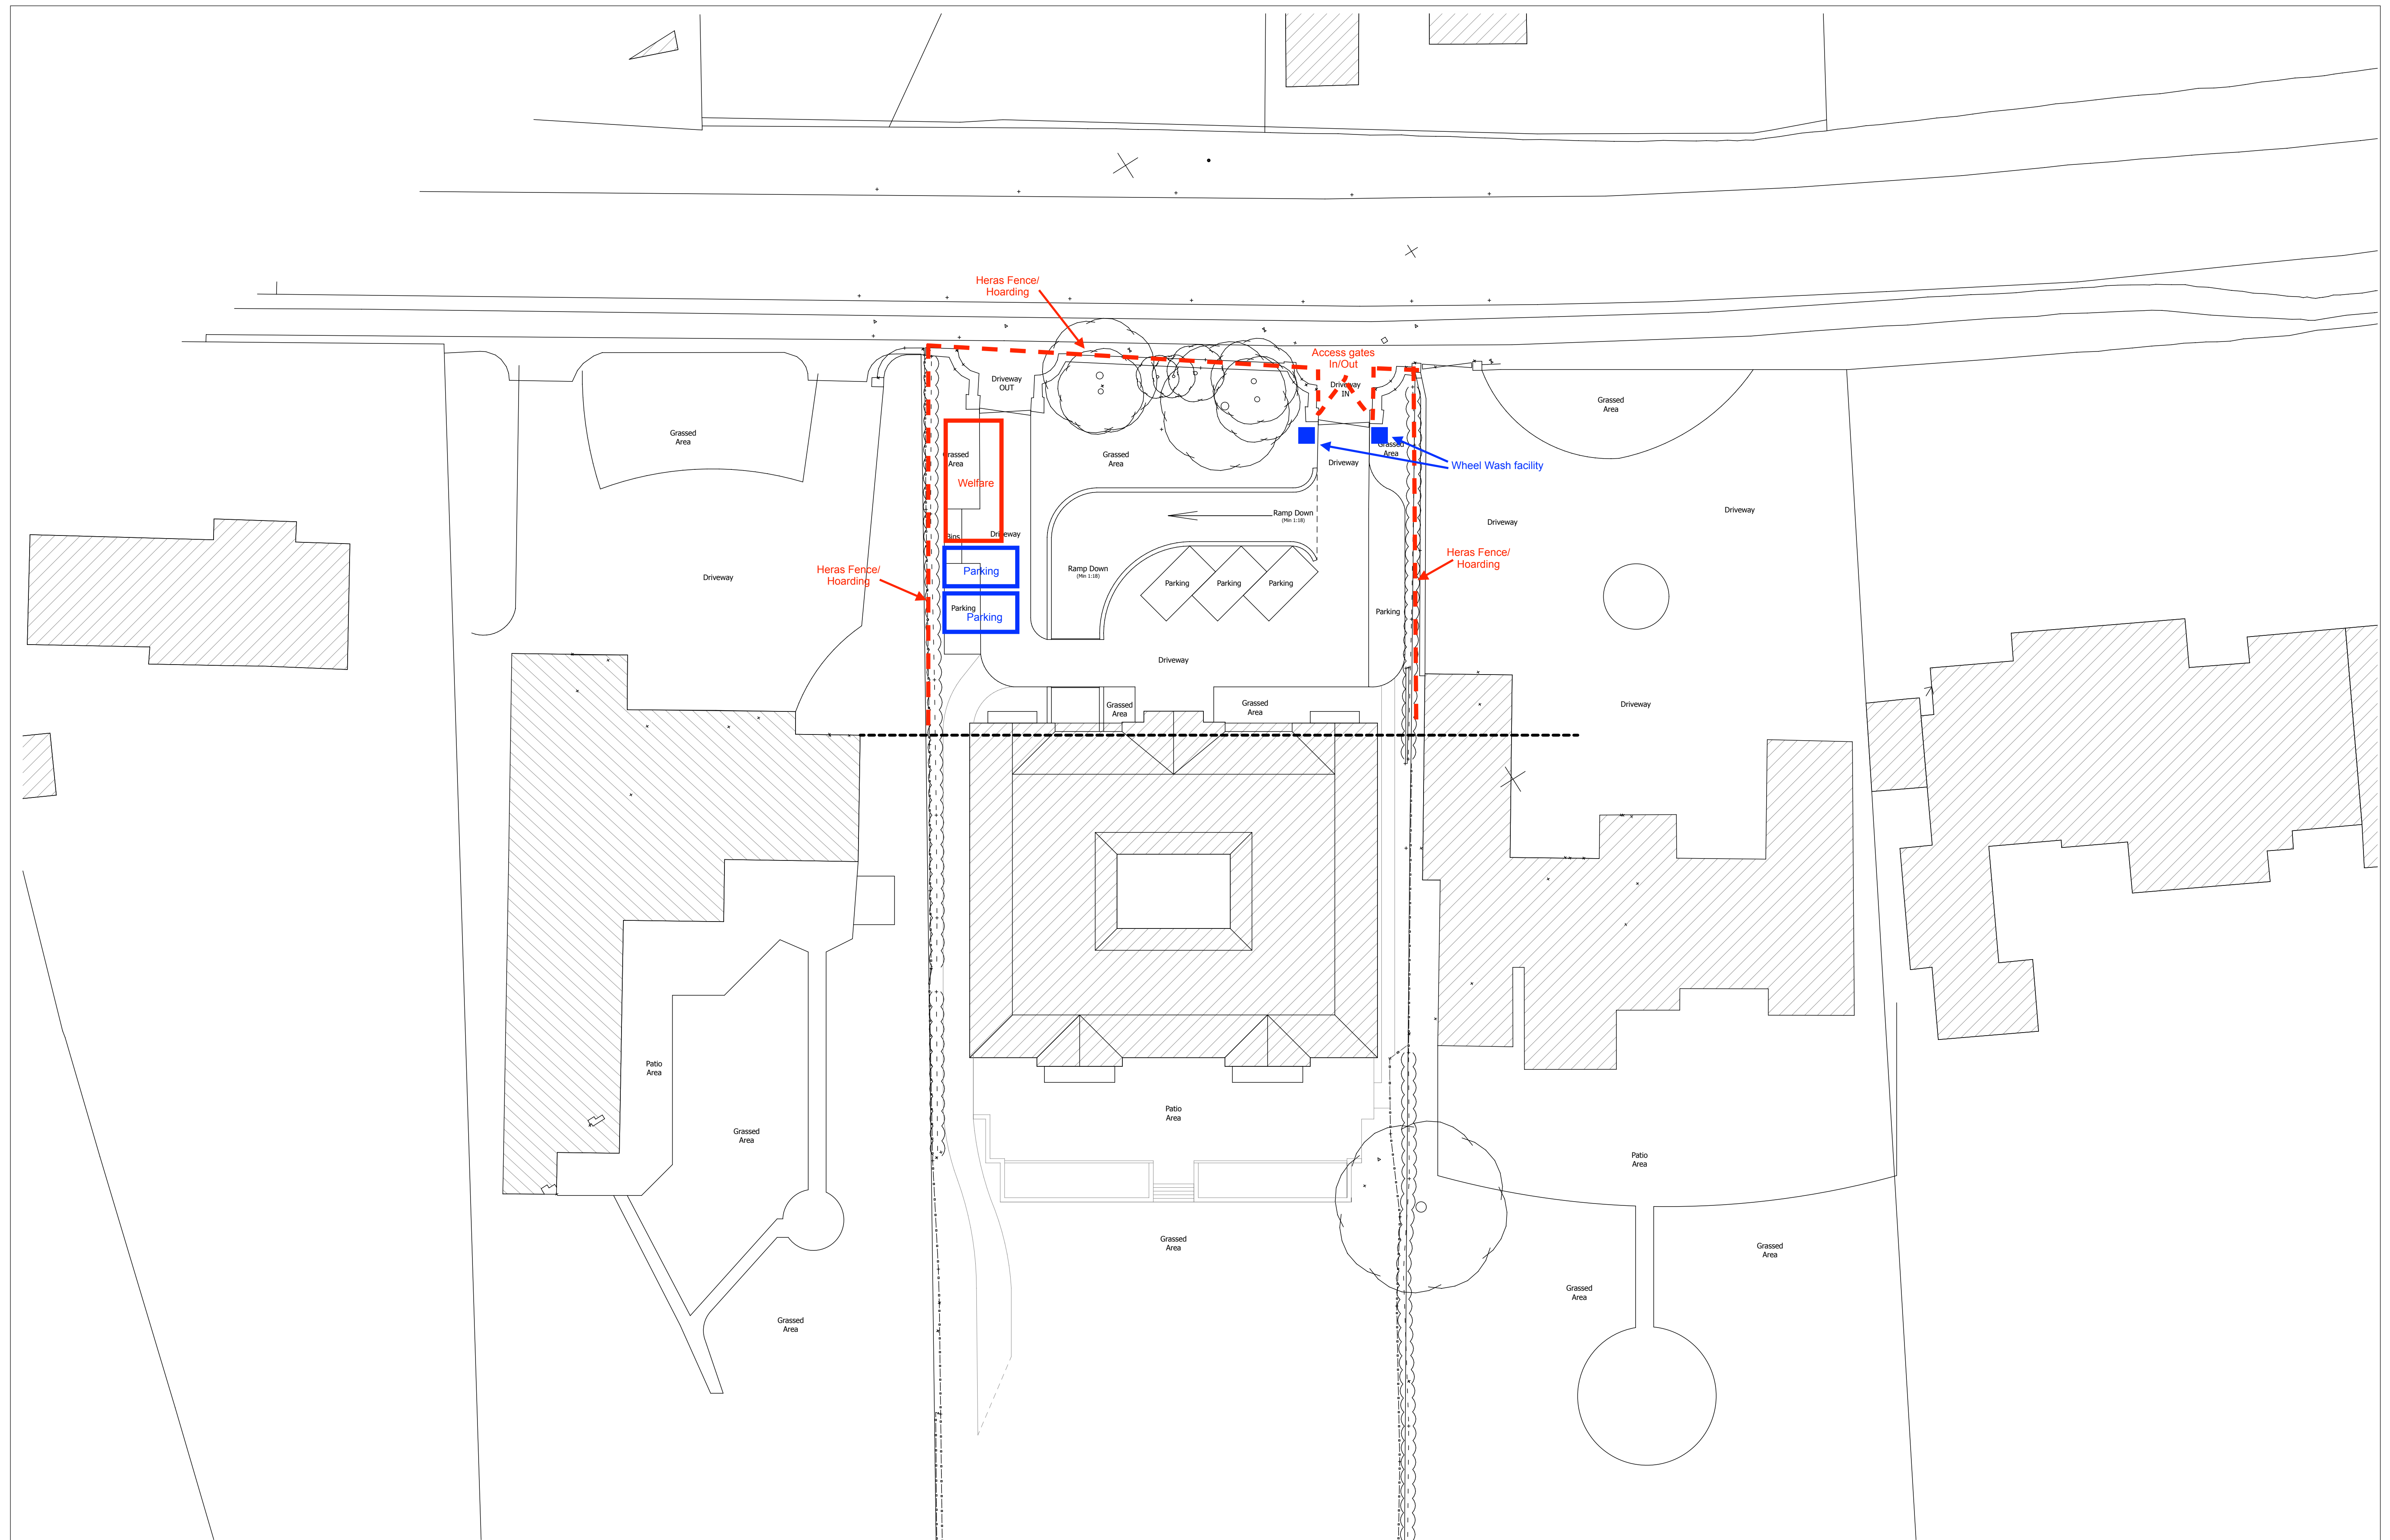 Heras Fence/
Hoarding
Access gates
In/Out
Driveway
OUT
Driveway
IN
Grassed
Area
Grassed
Area
Grassed
Area
Grassed
Area
Grassed
Area
Driveway
Wheel Wash facility
Welfare
Ramp Down
(Min 1:18)
Driveway
Driveway
Driveway
Bins
Heras Fence/
Hoarding
Heras Fence/
Hoarding
Driveway
Parking
Ramp Down
(Min 1:18)
Parking
Parking
Parking
Parking
Parking
Parking
Driveway
Grassed
Area
Grassed
Area
Driveway
Patio
Area
Patio
Area
Grassed
Area
Patio
Area
Grassed
Area
Grassed
Area
Grassed
Area
Grassed
Area